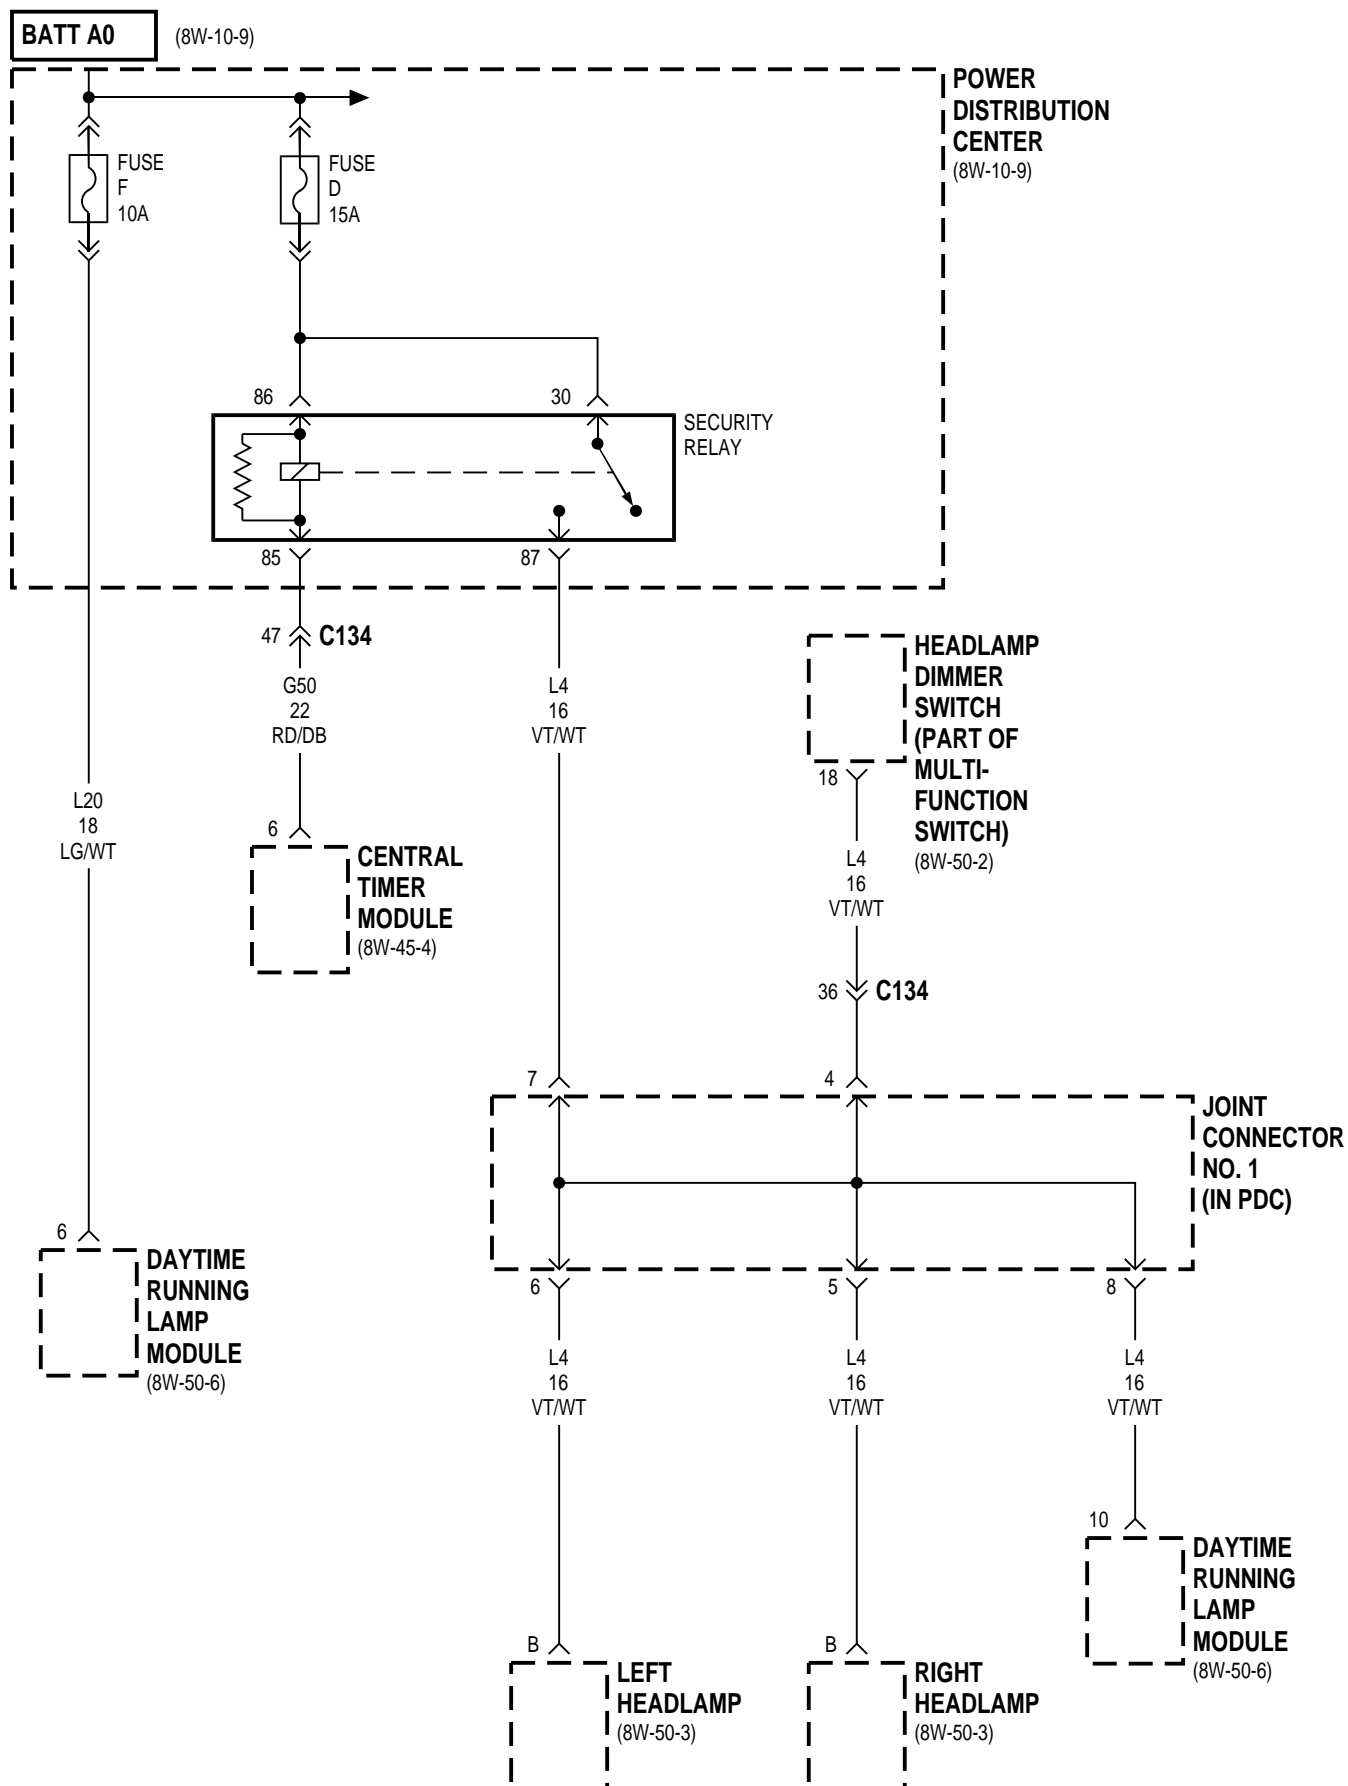 BATT A0
(8W-10-9)
POWER
DISTRIBUTION
CENTER
(8W-10-9)
FUSE
F
10A
FUSE
D
15A
86
30
SECURITY
RELAY
85
87
47
C134
G50
22
RD/DB
L4
16
VT/WT
HEADLAMP
DIMMER
SWITCH
(PART OF
MULTI-
FUNCTION
SWITCH)
(8W-50-2)
18
L20
18
LG/WT
6
CENTRAL
TIMER
MODULE
(8W-45-4)
L4
16
VT/WT
36
C134
7
4
JOINT
CONNECTOR
NO. 1
(IN PDC)
6
DAYTIME
RUNNING
LAMP
MODULE
(8W-50-6)
6
5
8
L4
16
VT/WT
L4
16
VT/WT
L4
16
VT/WT
10
DAYTIME
RUNNING
LAMP
MODULE
(8W-50-6)
B
LEFT
HEADLAMP
(8W-50-3)
B
RIGHT
HEADLAMP
(8W-50-3)